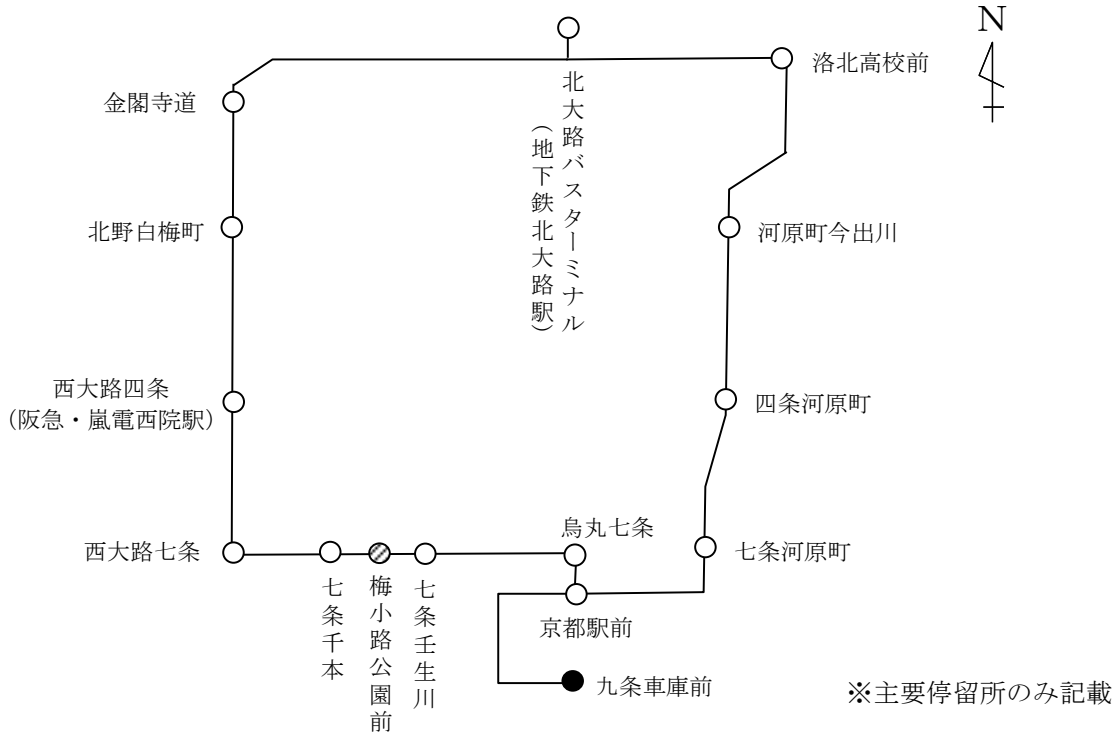 N
洛北高校前
北大路バスターミナル
（地下鉄北大路駅）
金閣寺道
北野白梅町
河原町今出川
西大路四条
（阪急・嵐電西院駅）
四条河原町
烏丸七条
西大路七条
七条河原町
七条千本
梅小路公園前
七条壬生川
京都駅前
九条車庫前
※主要停留所のみ記載